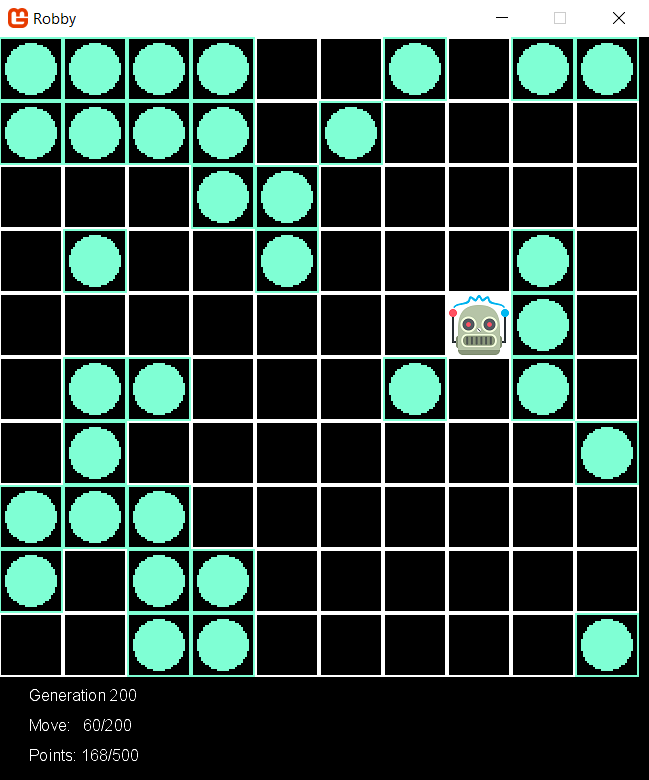 Robby
Generation 200
Move: 60/200
Points: 168/500